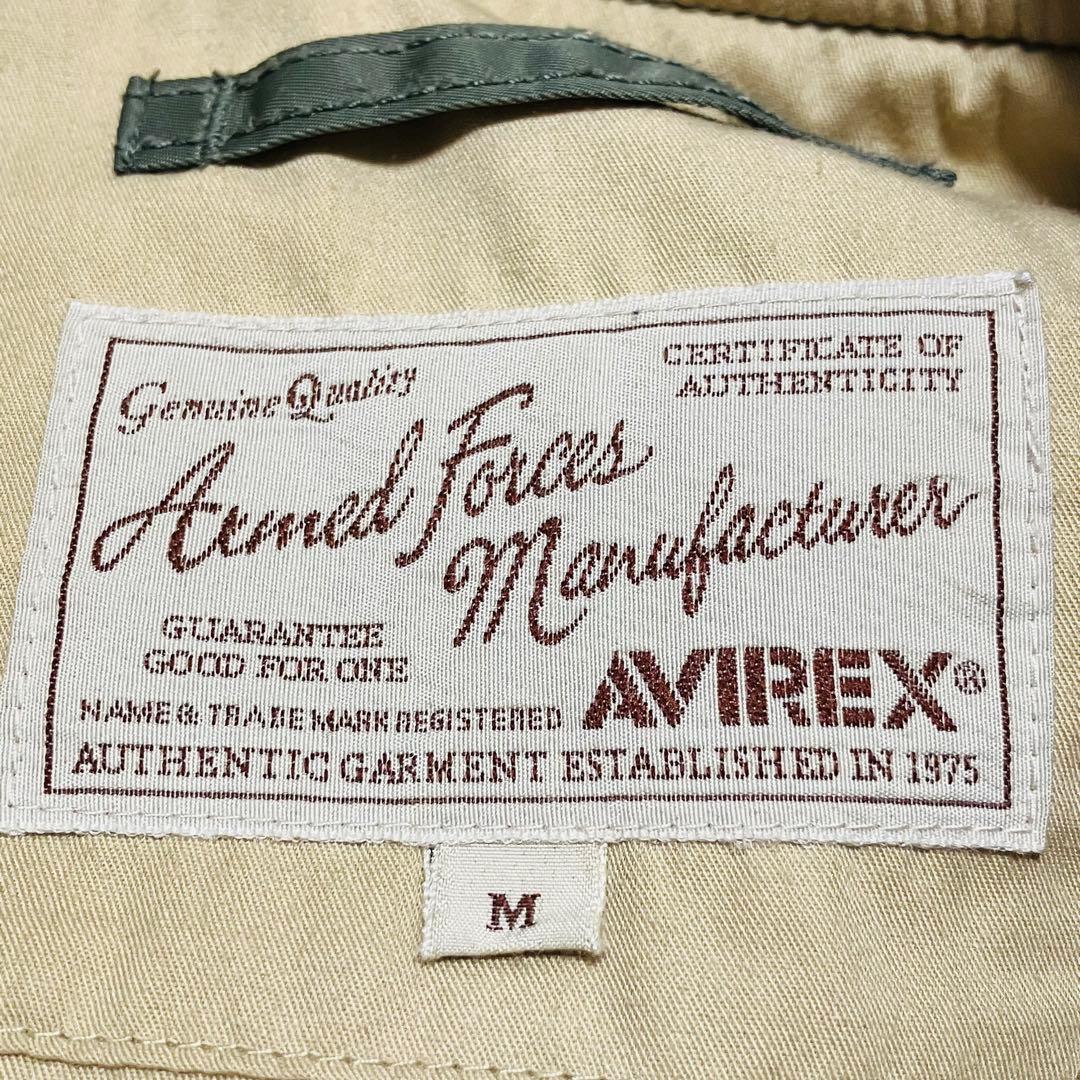 Genuine Quality
CERTIFICATE OF
AUTHENTICITY
Armed Forces
Manufacturer
GUARANTEE
GOOD FOR ONE
NAME & TRADE MARK REGISTERED
AVIREX®
AUTHENTIC GARMENT ESTABLISHED IN 1975
M